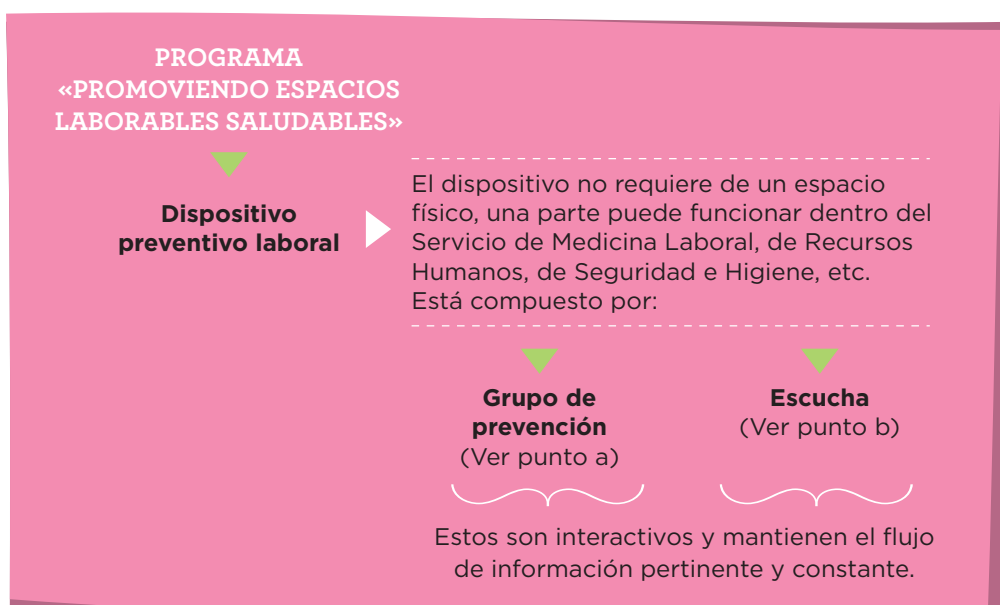 PROGRAMA
«PROMOVIENDO ESPACIOS
LABORABLES SALUDABLES»
Dispositivo
preventivo laboral
El dispositivo no requiere de un espacio
físico, una parte puede funcionar dentro del
Servicio de Medicina Laboral, de Recursos
Humanos, de Seguridad e Higiene, etc.
Está compuesto por:
Grupo de
prevención
(Ver punto a)
Escucha
(Ver punto b)
Estos son interactivos y mantienen el flujo
de información pertinente y constante.